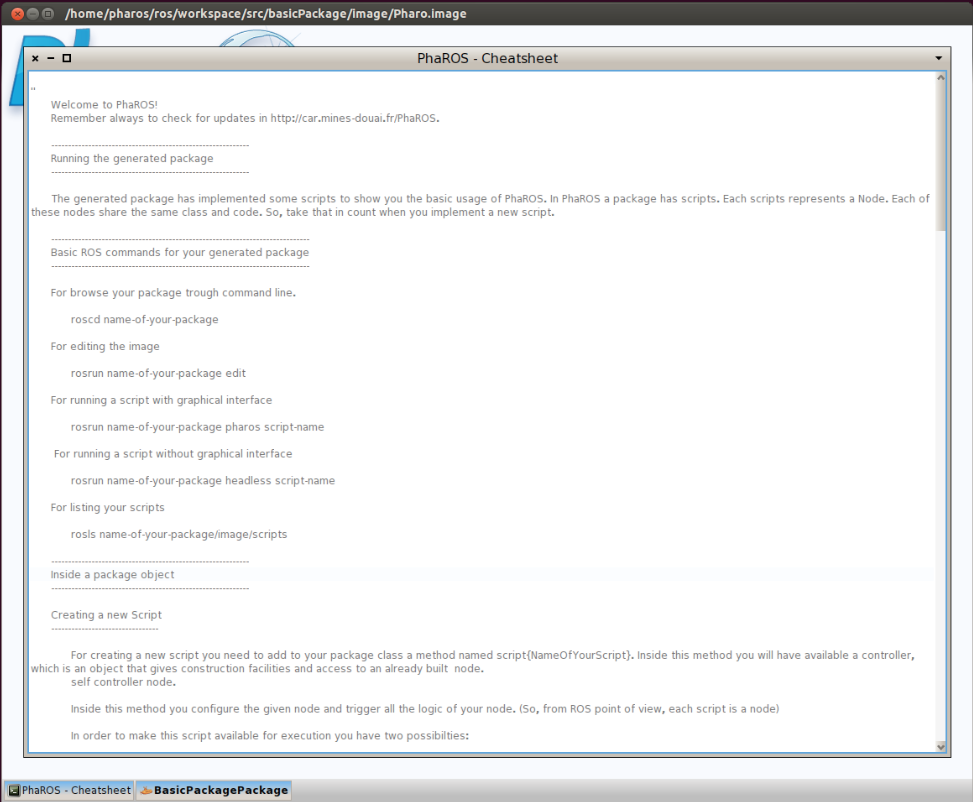 /home/pharos/ros/workspace/src/basicPackage/image/Pharo.image
PhaROS - Cheatsheet
"
Welcome to PhaROS!
Remember always to check for updates in http://car.mines-douai.fr/PhaROS.
----------------------------------------------------------
Running the generated package
----------------------------------------------------------
The generated package has implemented some scripts to show you the basic usage of PhaROS. In PhaROS a package has scripts. Each scripts represents a Node. Each of
these nodes share the same class and code. So, take that in count when you implement a new script.
----------------------------------------------------------------------------
Basic ROS commands for your generated package
----------------------------------------------------------------------------
For browse your package trough command line.
roscd name-of-your-package
For editing the image
rosrun name-of-your-package edit
For running a script with graphical interface
rosrun name-of-your-package pharos script-name
For running a script without graphical interface
rosrun name-of-your-package headless script-name
For listing your scripts
rosls name-of-your-package/image/scripts
----------------------------------------------------------
Inside a package object
----------------------------------------------------------
Creating a new Script
-------------------------------
For creating a new script you need to add to your package class a method named script{NameOfYourScript}. Inside this method you will have available a controller,
which is an object that gives construction facilities and access to an already built  node.
self controller node.
Inside this method you configure the given node and trigger all the logic of your node. (So, from ROS point of view, each script is a node)
In order to make this script available for execution you have two possibilties:
PhaROS - Cheatsheet
BasicPackagePackage